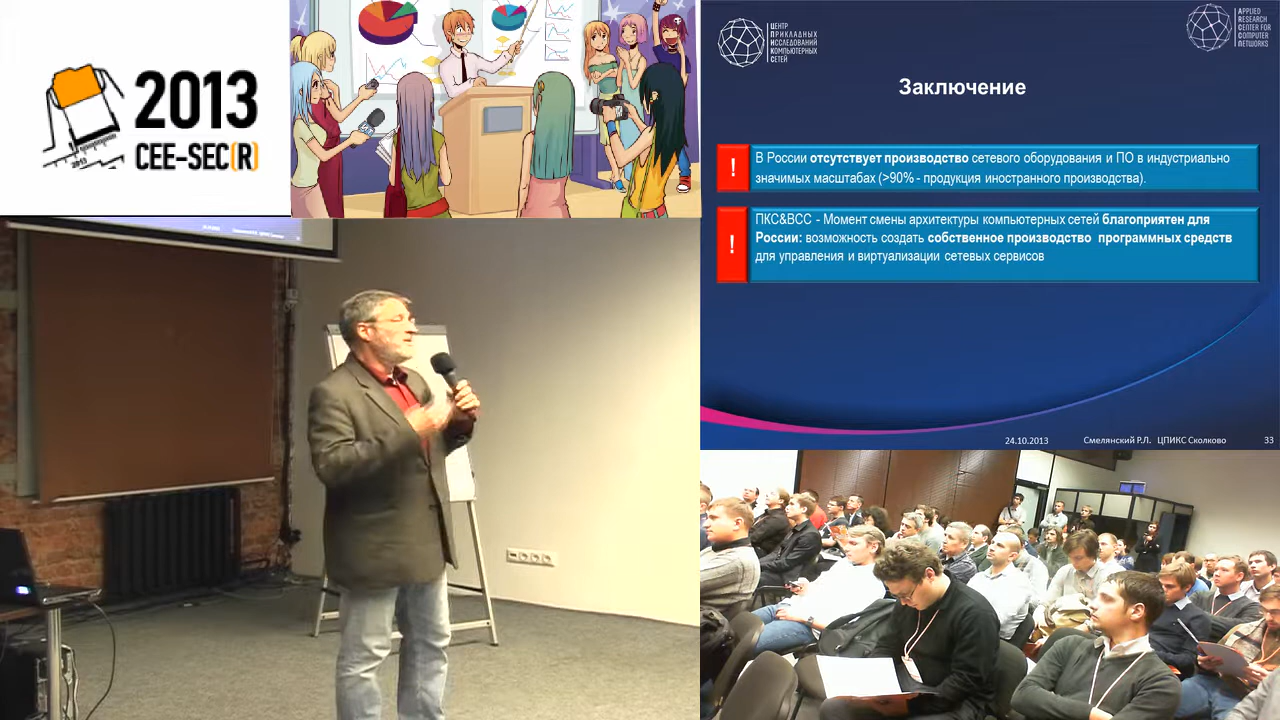 2013
CEE-SEC(R)
ЦЕНТР
ПРИКЛАДНЫХ
ИССЛЕДОВАНИЙ
КОМПЬЮТЕРНЫХ
СЕТЕЙ
APPLIED
RESEARCH
CENTER FOR
COMPUTER
NETWORKS
Заключение
! В России отсутствует производство сетевого оборудования и ПО в индустриально
значимых масштабах (>90% - продукция иностранного производства).
! ПКС&ВСС - Момент смены архитектуры компьютерных сетей благоприятен для
России: возможность создать собственное производство программных средств
для управления и виртуализации сетевых сервисов
24.10.2013 Смелянский Р.Л. ЦПИКС Сколково 33